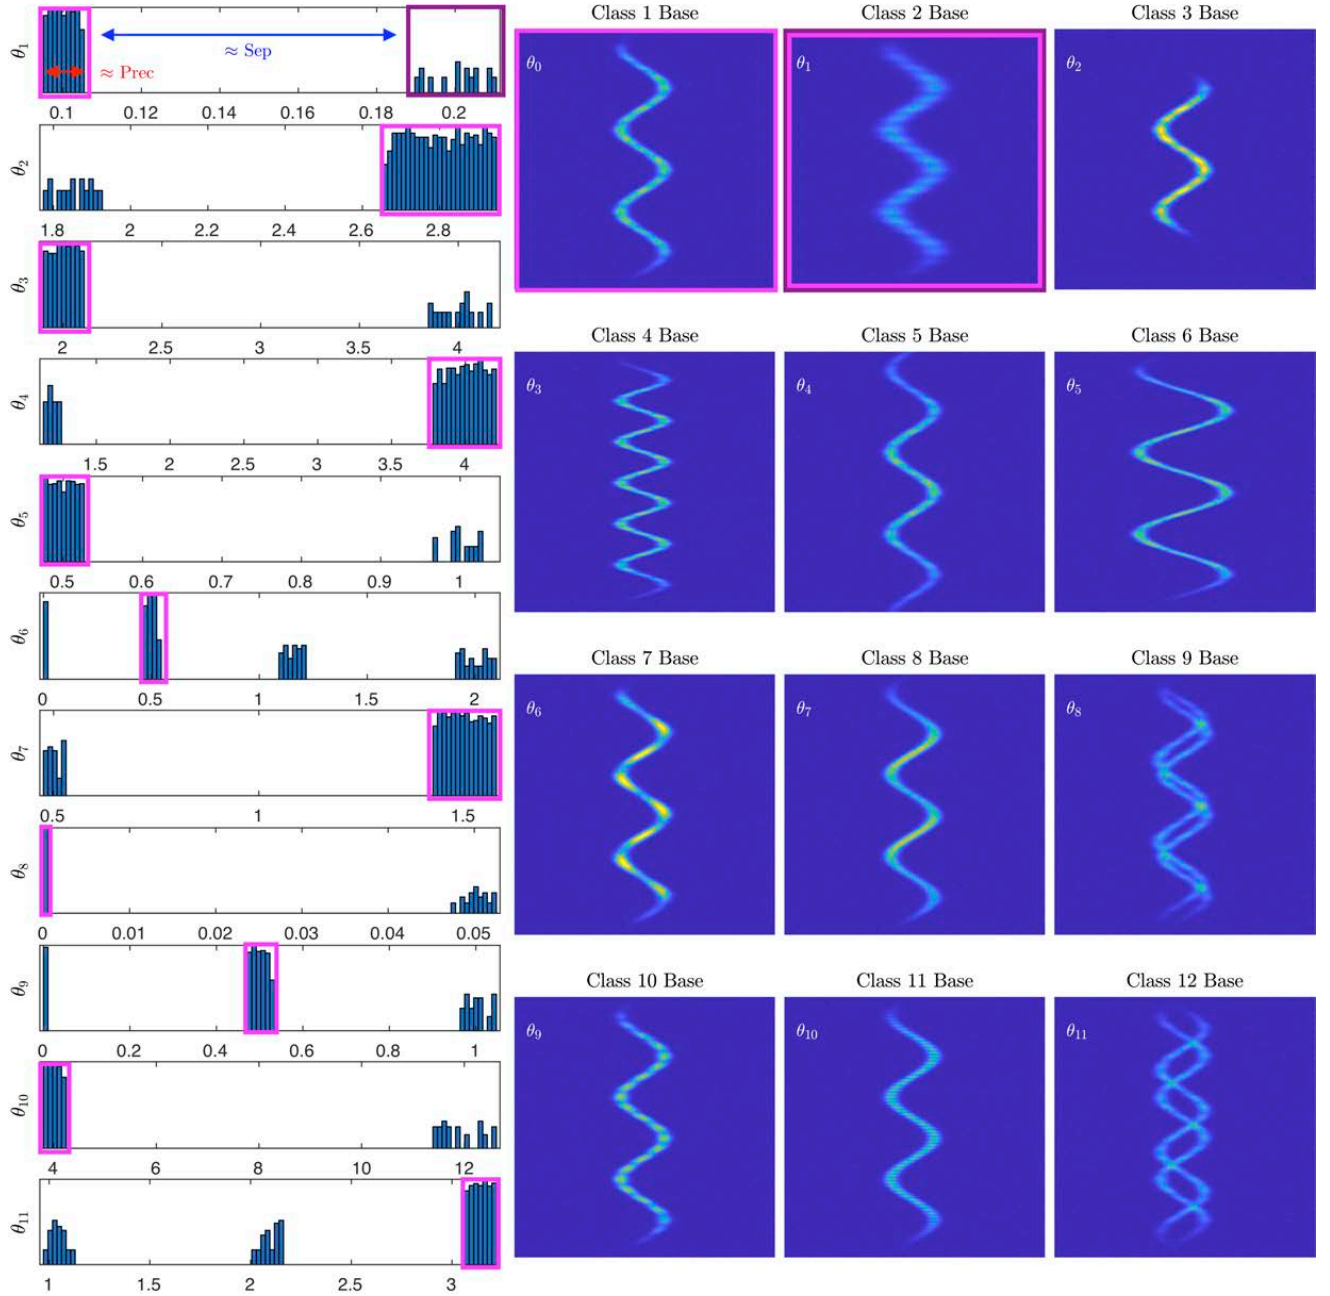 θ1
≈ Sep
≈ Prec
0.1 0.12 0.14 0.16 0.18 0.2
θ2
1.8 2 2.2 2.4 2.6 2.8
θ3
2 2.5 3 3.5 4
θ4
1.5 2 2.5 3 3.5 4
θ5
0.5 0.6 0.7 0.8 0.9 1
θ6
0 0.5 1 1.5 2
θ7
0.5 1 1.5
θ8
0 0.01 0.02 0.03 0.04 0.05
θ9
0 0.2 0.4 0.6 0.8 1
θ10
4 6 8 10 12
θ11
1 1.5 2 2.5 3
Class 1 Base Class 2 Base Class 3 Base
θ0 θ1 θ2
Class 4 Base Class 5 Base Class 6 Base
θ3 θ4 θ5
Class 7 Base Class 8 Base Class 9 Base
θ6 θ7 θ8
Class 10 Base Class 11 Base Class 12 Base
θ9 θ10 θ11